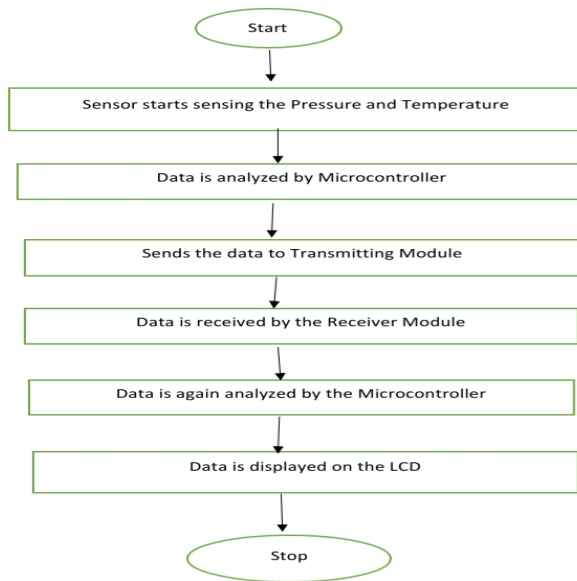 Start
Sensor starts sensing the Pressure and Temperature
Data is analyzed by Microcontroller
Sends the data to Transmitting Module
Data is received by the Receiver Module
Data is again analyzed by the Microcontroller
Data is displayed on the LCD
Stop